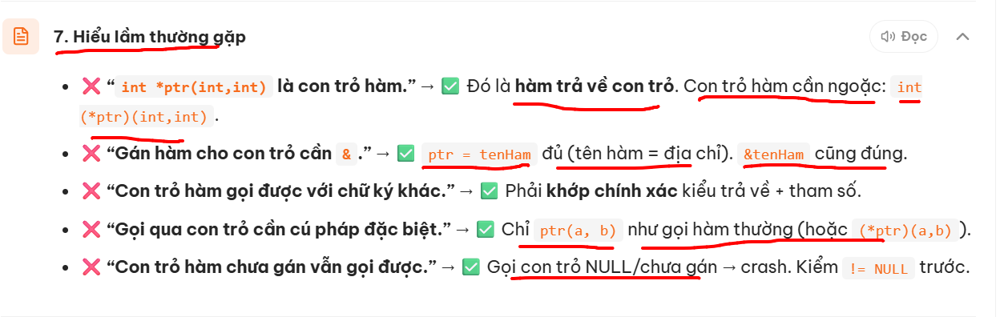 7. Hiểu lầm thường gặp
Đọc
• ❌ “int *ptr(int,int) là con trỏ hàm.” → ✅ Đó là hàm trả về con trỏ. Con trỏ hàm cần ngoặc: int
(*ptr)(int,int).
• ❌ “Gán hàm cho con trỏ cần &.” → ✅ ptr = tenHam đủ (tên hàm = địa chỉ). &tenHam cũng đúng.
• ❌ “Con trỏ hàm gọi được với chữ ký khác.” → ✅ Phải khớp chính xác kiểu trả về + tham số.
• ❌ “Gọi qua con trỏ cần cú pháp đặc biệt.” → ✅ Chỉ ptr(a, b) như gọi hàm thường (hoặc (*ptr)(a,b)).
• ❌ “Con trỏ hàm chưa gán vẫn gọi được.” → ✅ Gọi con trỏ NULL/chưa gán → crash. Kiểm != NULL trước.